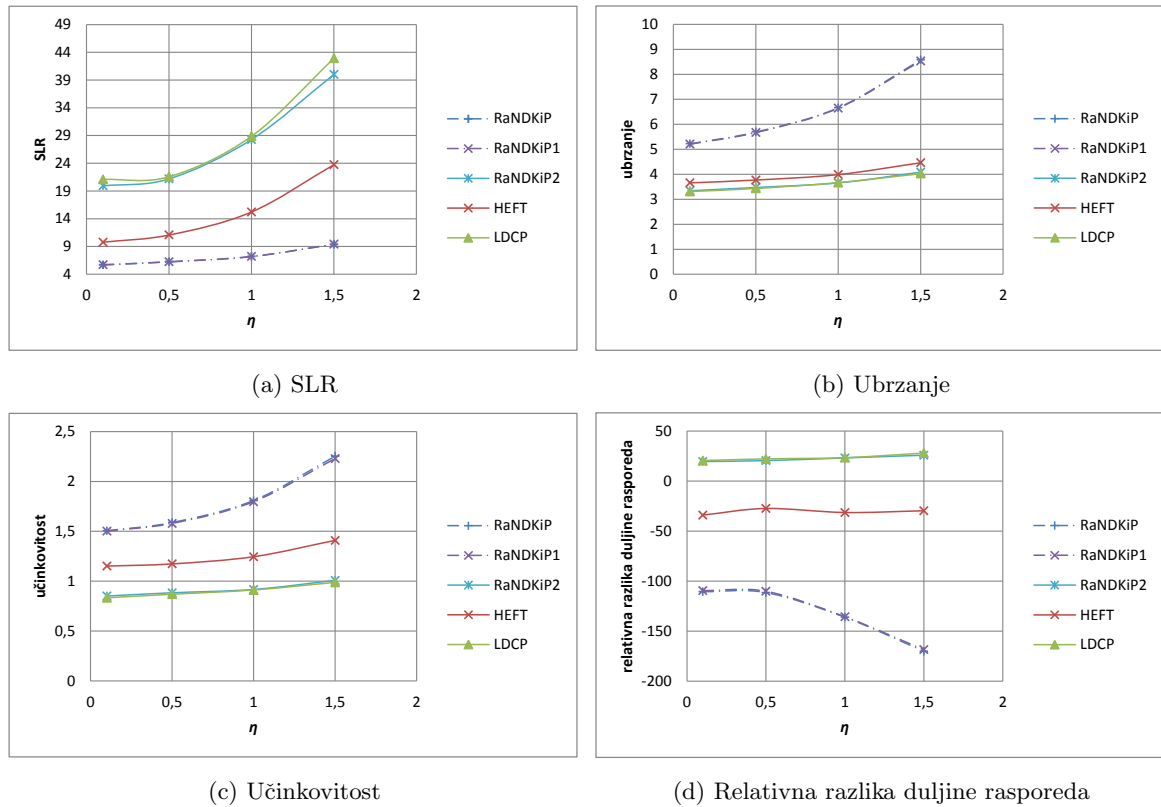 49
44
39
34
29
24
19
14
9
4
SLR
0
0,5
1
1,5
2
η
RaNDKiP
RaNDKiP1
RaNDKiP2
HEFT
LDCP
(a) SLR
10
9
8
7
6
5
4
3
2
1
0
ubrzanje
0
0,5
1
1,5
2
η
RaNDKiP
RaNDKiP1
RaNDKiP2
HEFT
LDCP
(b) Ubrzanje
2,5
2
1,5
1
0,5
0
učinkovitost
0
0,5
1
1,5
2
η
RaNDKiP
RaNDKiP1
RaNDKiP2
HEFT
LDCP
(c) Učinkovitost
50
0
-50
-100
-150
-200
relativna razlika duljine rasporeda
0
0,5
1
1,5
2
η
RaNDKiP
RaNDKiP1
RaNDKiP2
HEFT
LDCP
(d) Relativna razlika duljine rasporeda